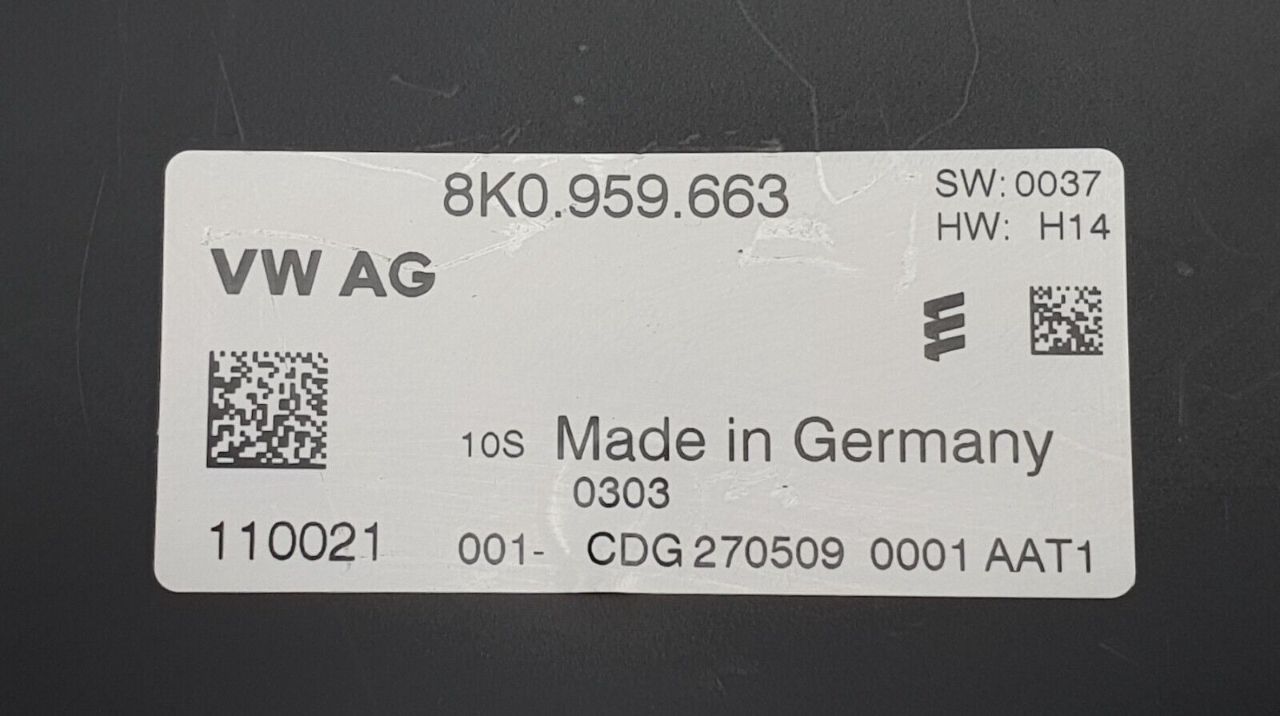 8K0.959.663
SW: 0037
HW: H14
VW AG
10S Made in Germany
0303
110021 001- CDG 270509 0001 AAT1